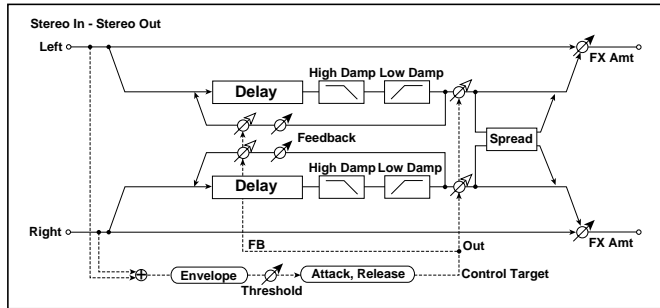 Stereo In - Stereo Out
Left
FX Amt
High Damp Low Damp
Delay
Feedback
Spread
High Damp Low Damp
Delay
Right
FB
Out
FX Amt
Envelope
Attack, Release
Control Target
Threshold